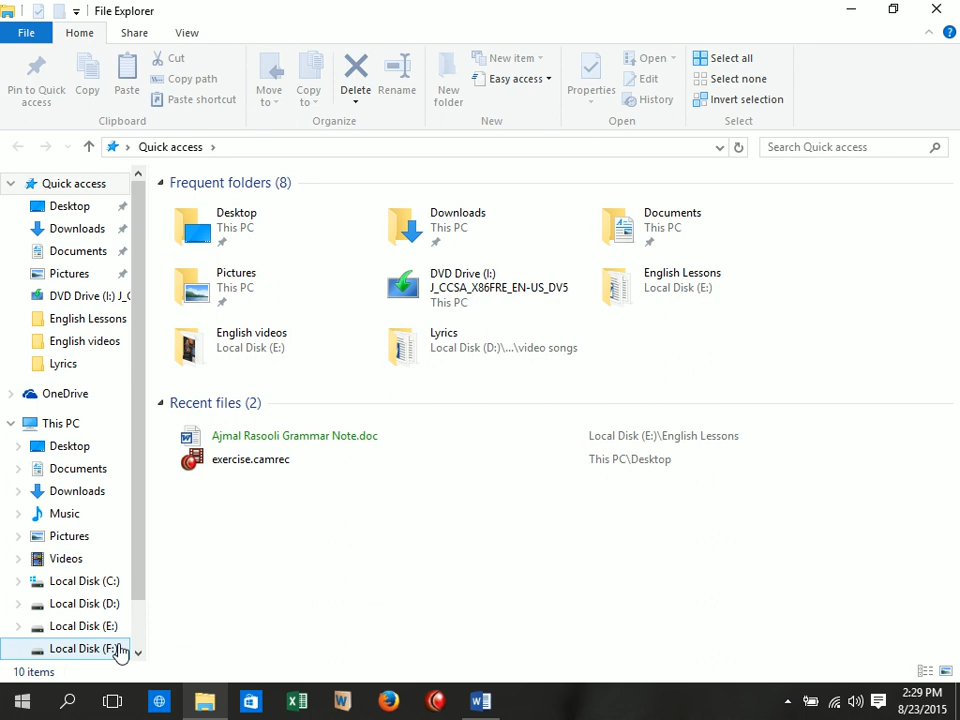 File Explorer
File
Home
Share
View
Pin to Quick access
Copy
Paste
Cut
Copy path
Paste shortcut
Clipboard
Move to
Copy to
Delete
Rename
Organize
New folder
New item
Easy access
New
Properties
Open
Edit
History
Open
Select all
Select none
Invert selection
Select
Quick access
Search Quick access
Quick access
Desktop
Downloads
Documents
Pictures
DVD Drive (I:) J_C
English Lessons
English videos
Lyrics
OneDrive
This PC
Desktop
Documents
Downloads
Music
Pictures
Videos
Local Disk (C:)
Local Disk (D:)
Local Disk (E:)
Local Disk (F:)
Frequent folders (8)
Desktop
This PC
Downloads
This PC
Documents
This PC
Pictures
This PC
DVD Drive (I:)
J_CCSA_X86FRE_EN-US_DV5
This PC
English Lessons
Local Disk (E:)
English videos
Local Disk (E:)
Lyrics
Local Disk (D:)\...\video songs
Recent files (2)
Ajmal Rasooli Grammar Note.doc Local Disk (E:)\English Lessons
exercise.camrec This PC\Desktop
10 items
2:29 PM
8/23/2015